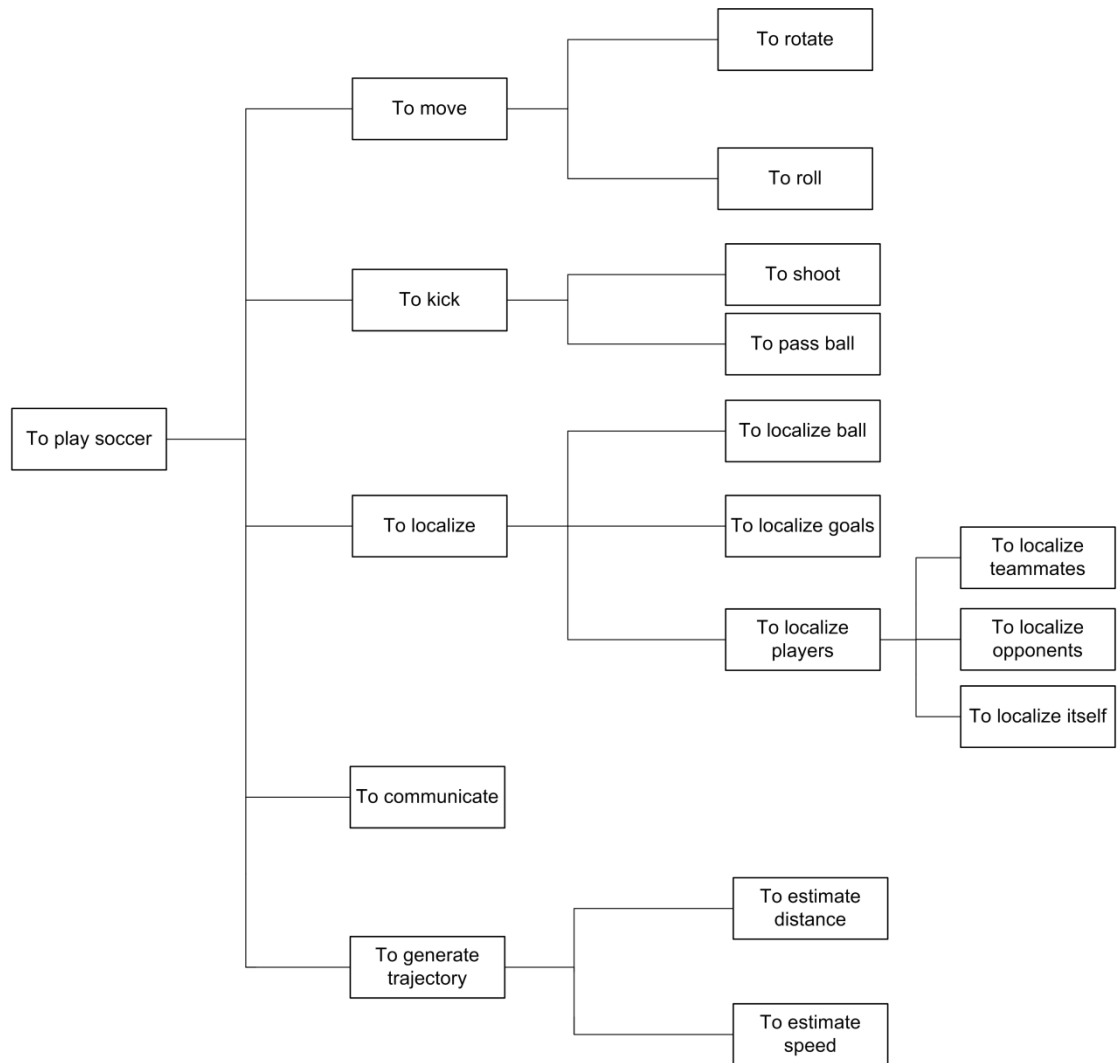 To rotate
To move
To roll
To shoot
To kick
To pass ball
To localize ball
To play soccer
To localize
To localize goals
To localize
teammates
To localize
players
To localize
opponents
To localize itself
To communicate
To estimate
distance
To generate
trajectory
To estimate
speed